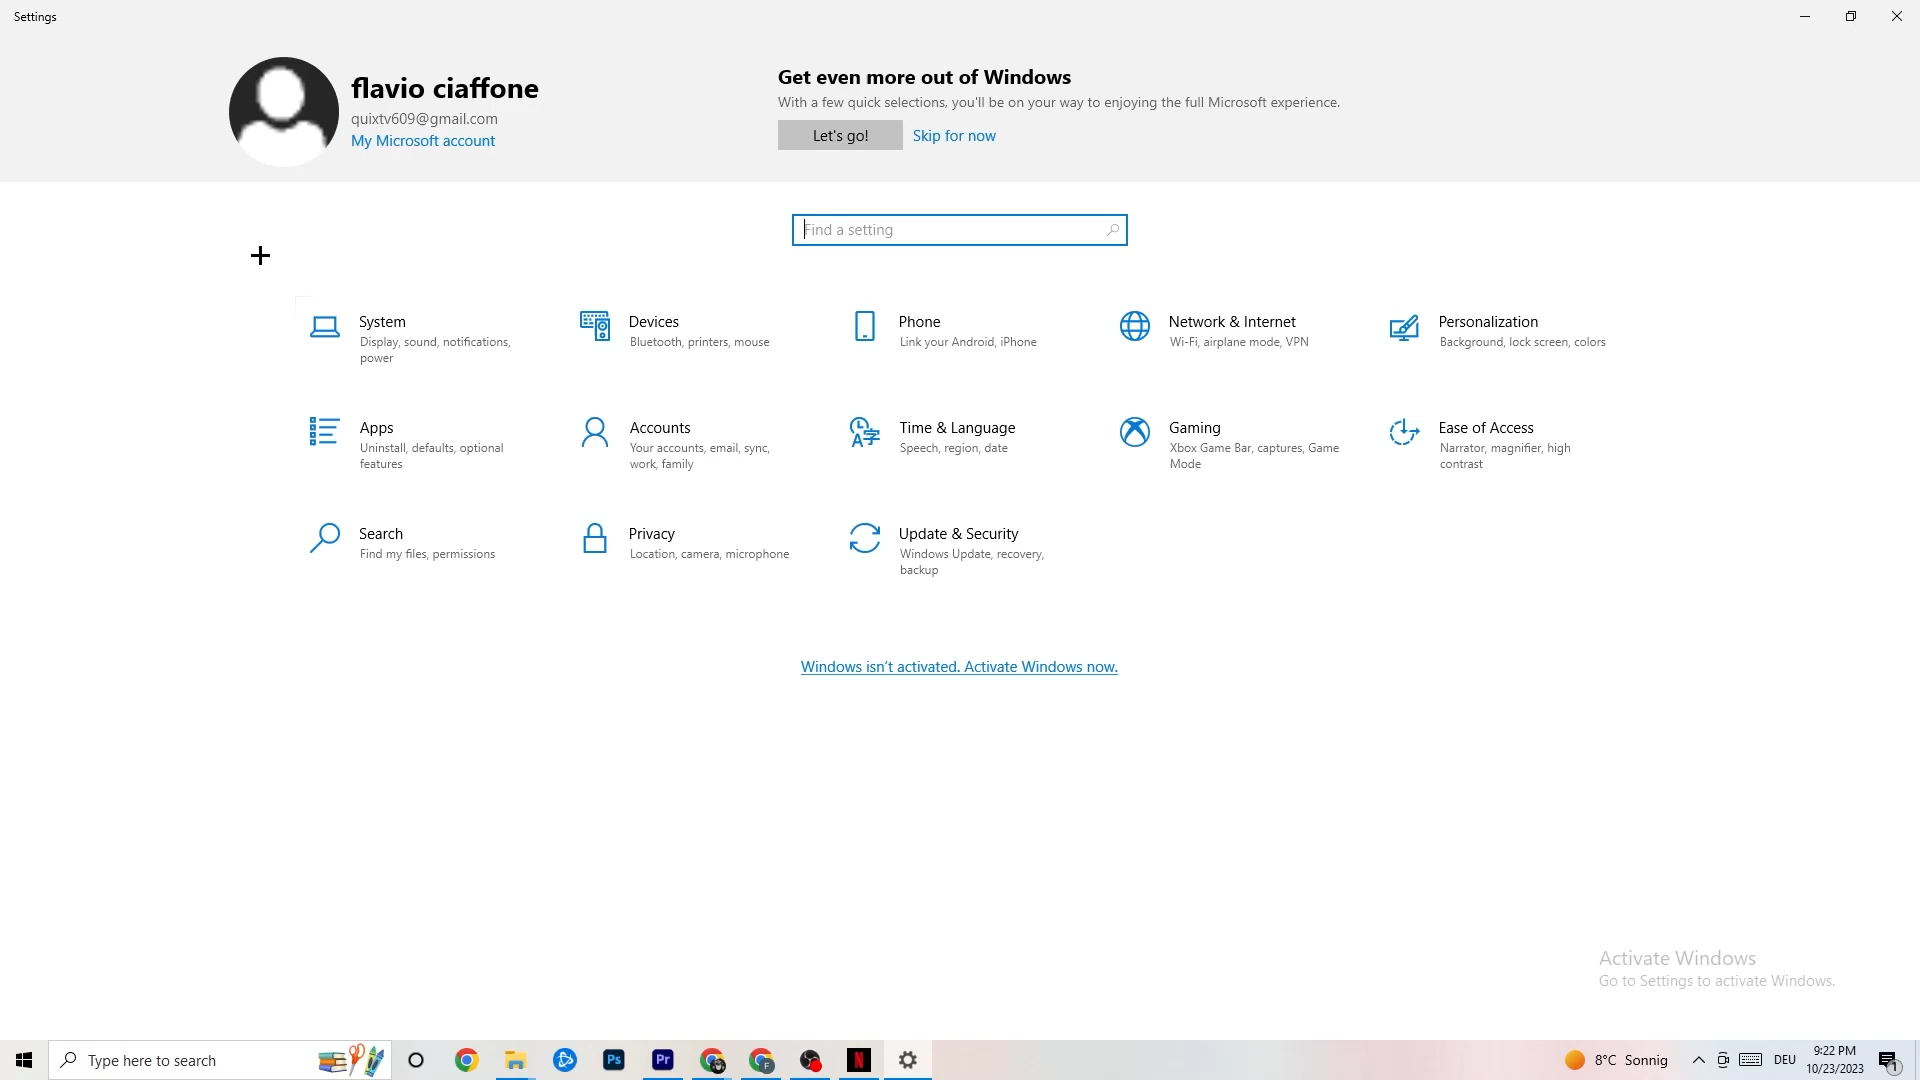 Settings
flavio ciaffone
quixtv609@gmail.com
My Microsoft account
Get even more out of Windows
With a few quick selections, you'll be on your way to enjoying the full Microsoft experience.
Let's go!
Skip for now
Find a setting
System
Display, sound, notifications,
power
Devices
Bluetooth, printers, mouse
Phone
Link your Android, iPhone
Network & Internet
Wi-Fi, airplane mode, VPN
Personalization
Background, lock screen, colors
Apps
Uninstall, defaults, optional
features
Accounts
Your accounts, email, sync,
work, family
Time & Language
Speech, region, date
Gaming
Xbox Game Bar, captures, Game
Mode
Ease of Access
Narrator, magnifier, high
contrast
Search
Find my files, permissions
Privacy
Location, camera, microphone
Update & Security
Windows Update, recovery,
backup
Windows isn't activated. Activate Windows now.
Activate Windows
Go to Settings to activate Windows.
Type here to search
Ps
Pr
F
N
8°C Sonnig
DEU
9:22 PM
10/23/2023
1